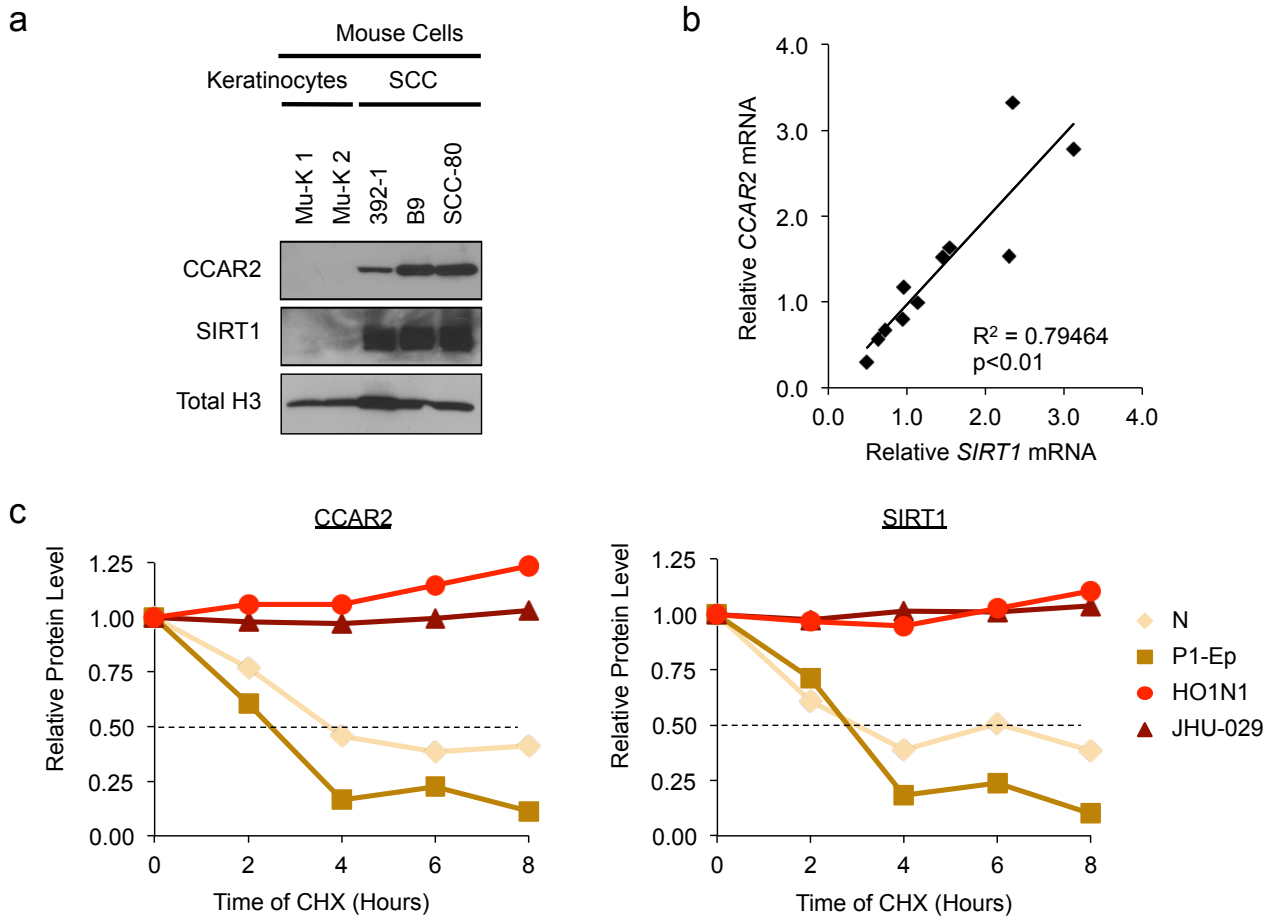 a
Mouse Cells
Keratinocytes SCC
Mu-K 1
Mu-K 2
392-1
B9
SCC-80
CCAR2
SIRT1
Total H3
b
Relative CCAR2 mRNA
4.0
3.0
2.0
1.0
0.0
R² = 0.79464
p<0.01
0.0 1.0 2.0 3.0 4.0
Relative SIRT1 mRNA
c
CCAR2
Relative Protein Level
1.25
1.00
0.75
0.50
0.25
0.00
0 2 4 6 8
Time of CHX (Hours)
SIRT1
Relative Protein Level
1.25
1.00
0.75
0.50
0.25
0.00
0 2 4 6 8
Time of CHX (Hours)
N
P1-Ep
HO1N1
JHU-029